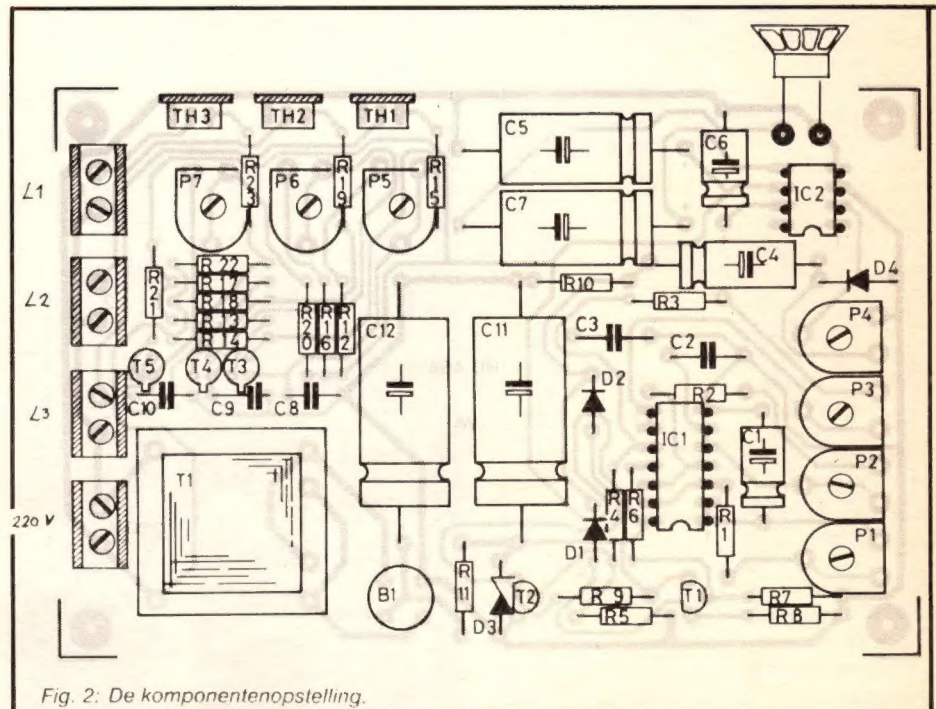 TH3 TH2 TH1
C5
C6
L1
P7
R23
P6
R19
P5
R15
IC2
C7
C4
L2
R21
R22
R17
R18
R13
R14
R20
R16
R12
C12
C11
R10
R3
D4
C3
C2
P4
T5
T4
T3
C10
C9
C8
D2
R2
P3
L3
IC1
C1
T1
P2
220 V
R4
R6
R1
D1
P1
B1
R11
D3
T2
R9
R5
T1
R7
R8
Fig. 2: De komponentenopstelling.